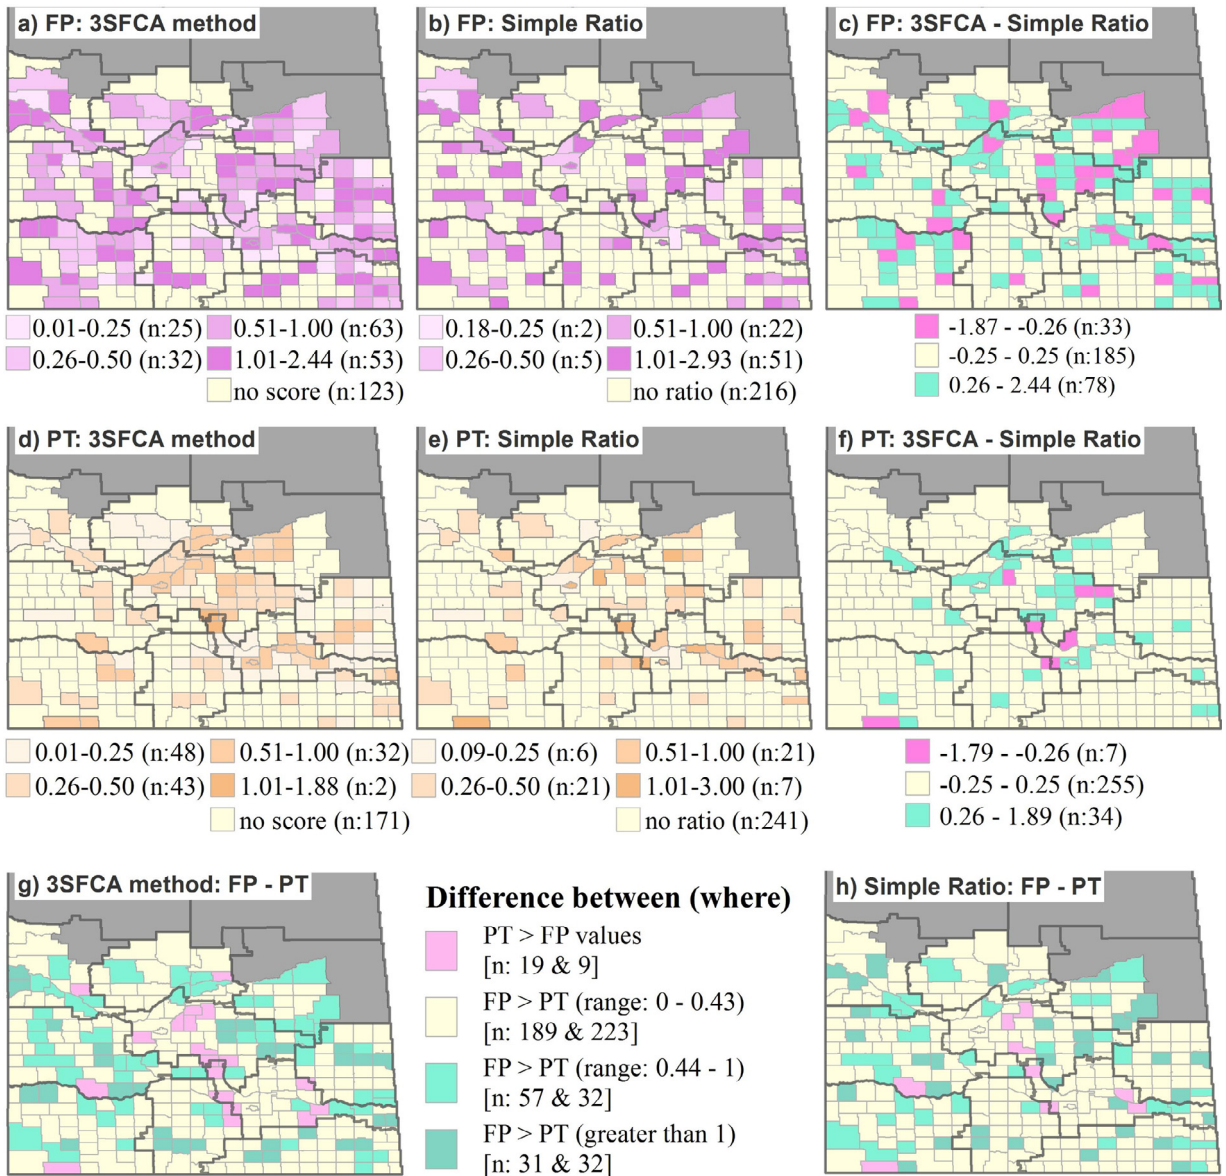 a) FP: 3SFCA method
b) FP: Simple Ratio
c) FP: 3SFCA - Simple Ratio
0.01-0.25 (n:25)
0.51-1.00 (n:63)
0.26-0.50 (n:32)
1.01-2.44 (n:53)
no score (n:123)
0.18-0.25 (n:2)
0.51-1.00 (n:22)
0.26-0.50 (n:5)
1.01-2.93 (n:51)
no ratio (n:216)
-1.87 - -0.26 (n:33)
-0.25 - 0.25 (n:185)
0.26 - 2.44 (n:78)
d) PT: 3SFCA method
e) PT: Simple Ratio
f) PT: 3SFCA - Simple Ratio
0.01-0.25 (n:48)
0.51-1.00 (n:32)
0.26-0.50 (n:43)
1.01-1.88 (n:2)
no score (n:171)
0.09-0.25 (n:6)
0.51-1.00 (n:21)
0.26-0.50 (n:21)
1.01-3.00 (n:7)
no ratio (n:241)
-1.79 - -0.26 (n:7)
-0.25 - 0.25 (n:255)
0.26 - 1.89 (n:34)
g) 3SFCA method: FP - PT
Difference between (where)
PT > FP values
[n: 19 & 9]
FP > PT (range: 0 - 0.43)
[n: 189 & 223]
FP > PT (range: 0.44 - 1)
[n: 57 & 32]
FP > PT (greater than 1)
[n: 31 & 32]
h) Simple Ratio: FP - PT